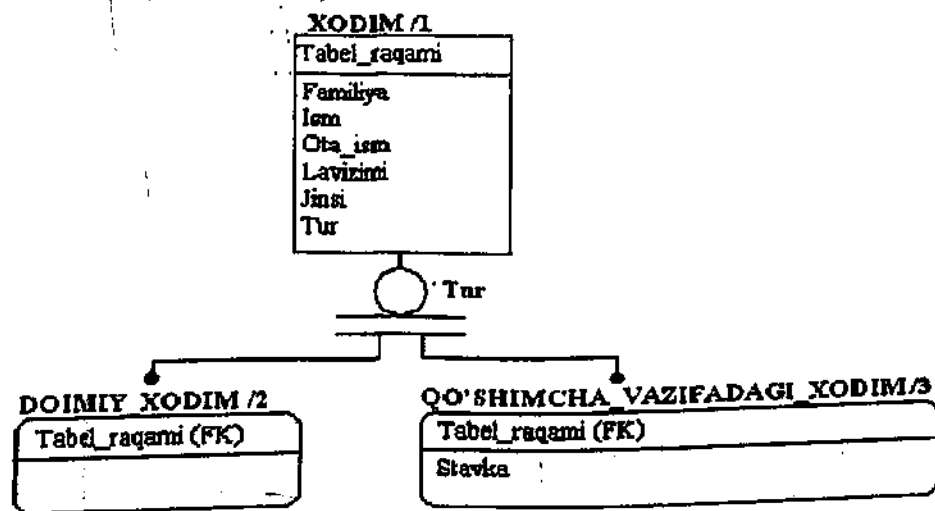 XODIM /1
Tabel_raqami
Familiya
Ism
Ota_ism
Lavizimi
Jinsi
Tur
Tur
DOIMIY_XODIM /2
Tabel_raqami (FK)
QO'SHIMCHA_VAZIFADAGI_XODIM/3
Tabel_raqami (FK)
Stavka